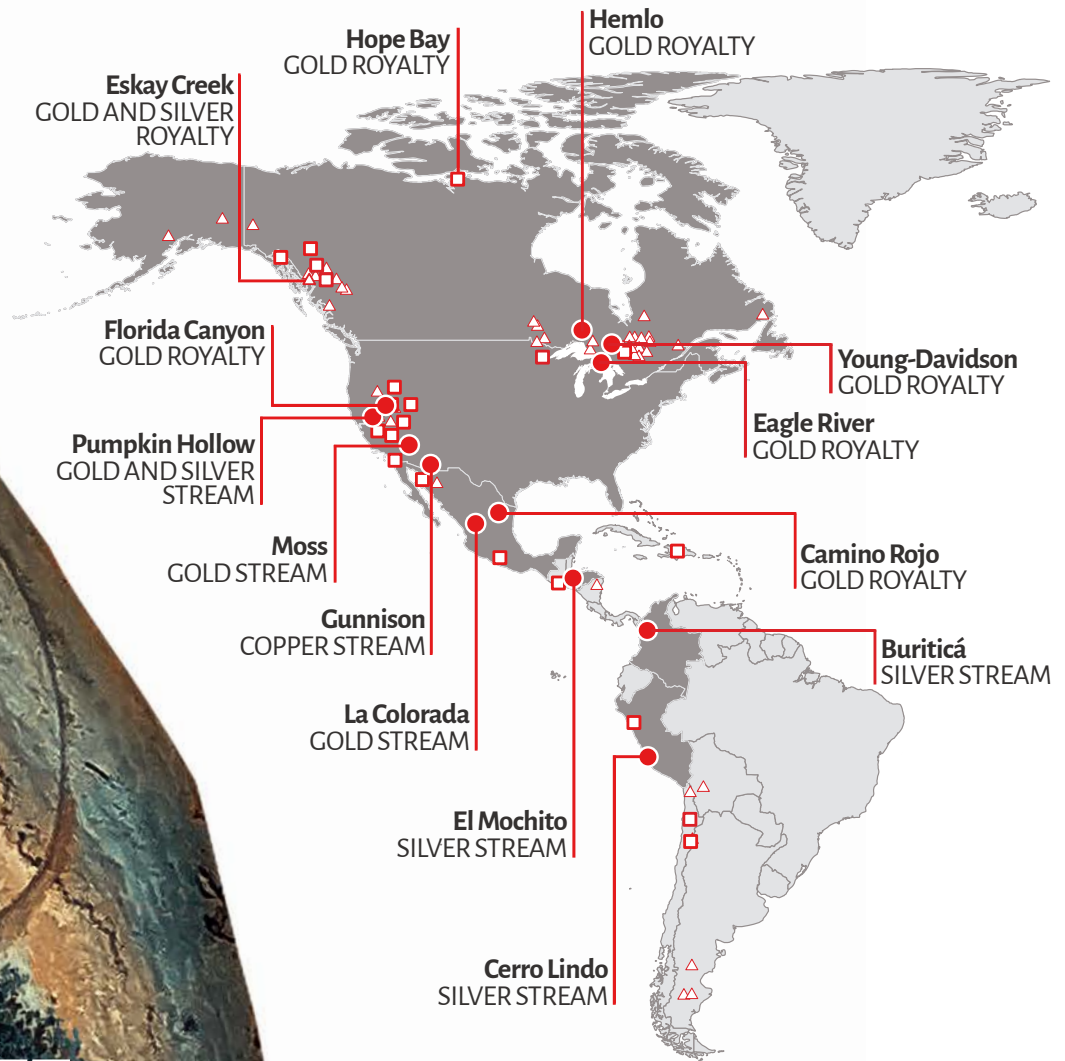 Hemlo
GOLD ROYALTY
Hope Bay
GOLD ROYALTY
Eskay Creek
GOLD AND SILVER
ROYALTY
Florida Canyon
GOLD ROYALTY
Young-Davidson
GOLD ROYALTY
Eagle River
GOLD ROYALTY
Pumpkin Hollow
GOLD AND SILVER
STREAM
Moss
GOLD STREAM
Camino Rojo
GOLD ROYALTY
Gunnison
COPPER STREAM
Buriticá
SILVER STREAM
La Colorada
GOLD STREAM
El Mochito
SILVER STREAM
Cerro Lindo
SILVER STREAM